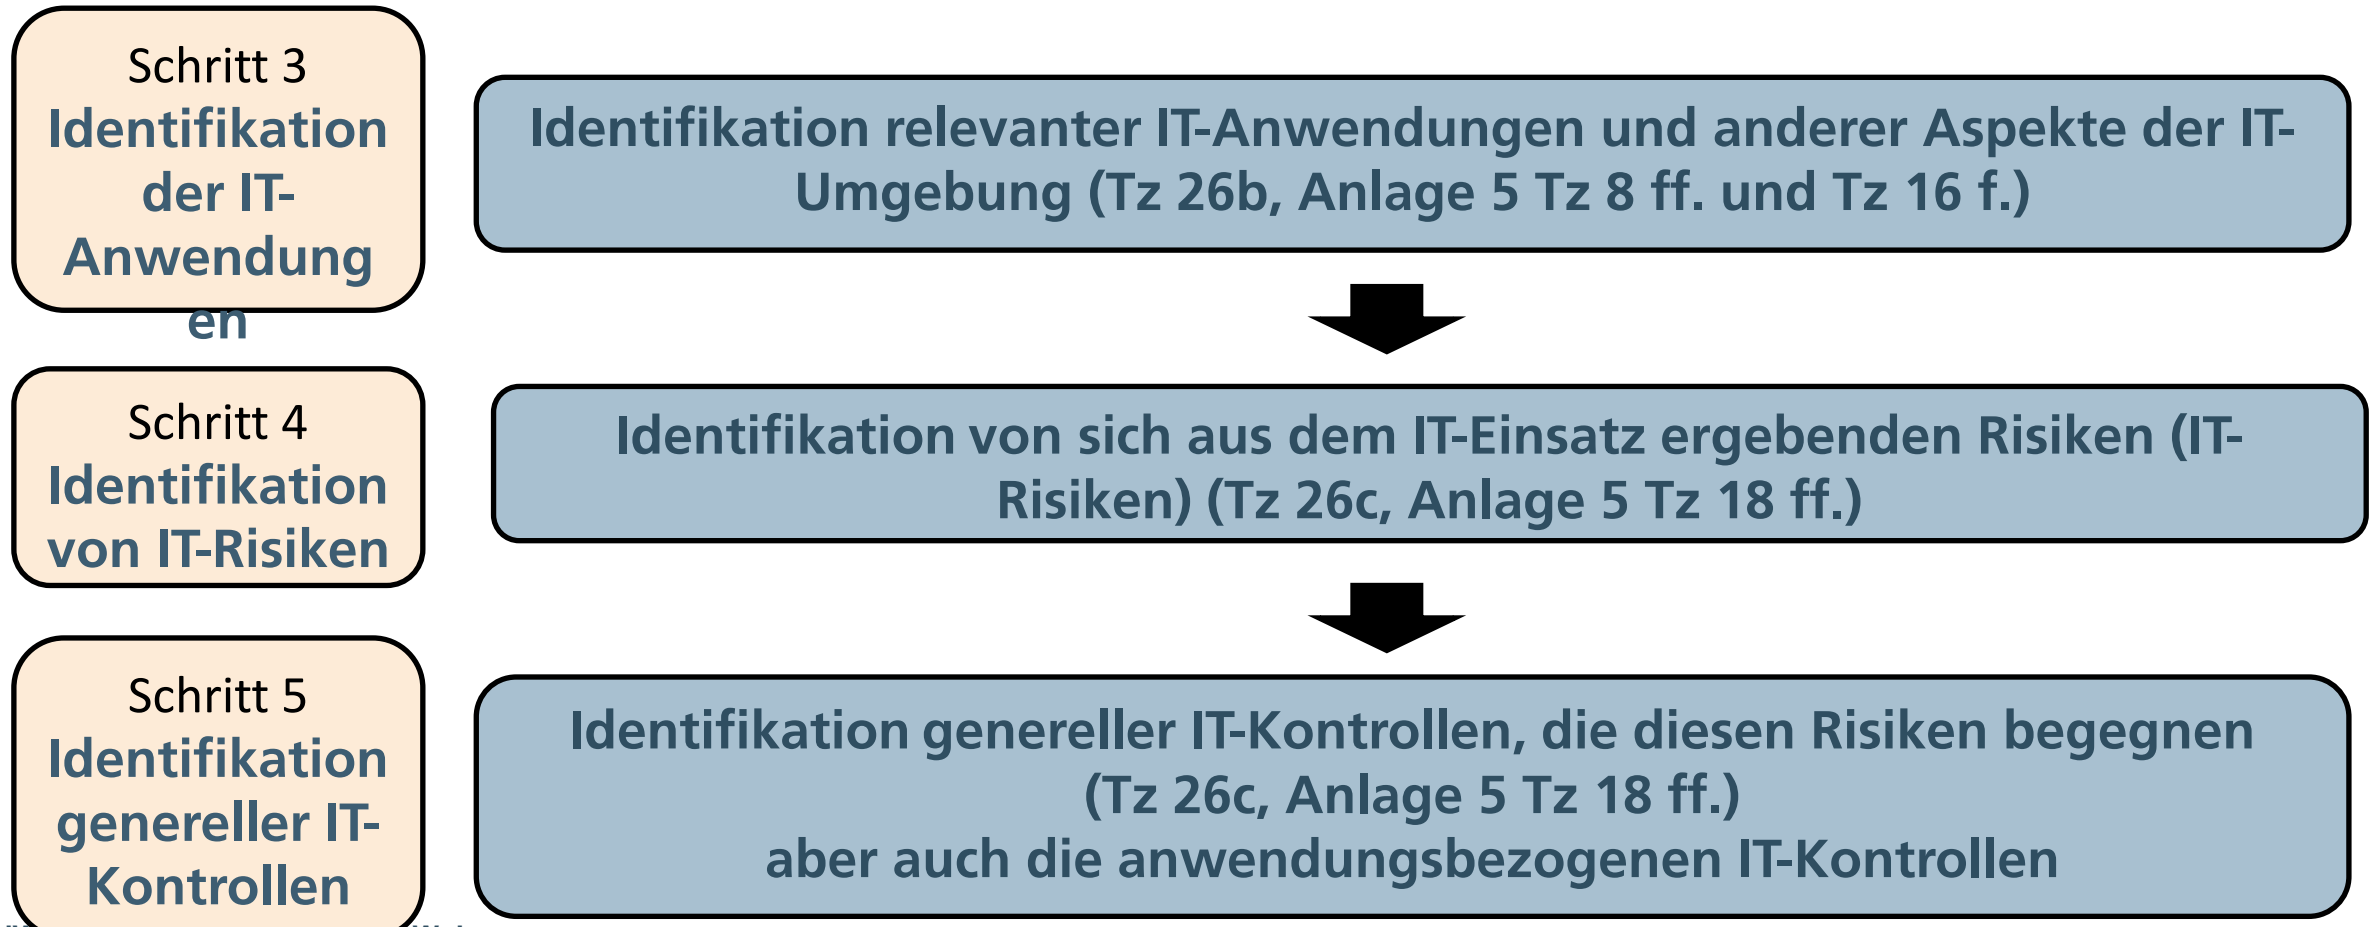 Schritt 3
Identifikation
der IT-
Anwendung
en
Identifikation relevanter IT-Anwendungen und anderer Aspekte der IT-
Umgebung (Tz 26b, Anlage 5 Tz 8 ff. und Tz 16 f.)
Schritt 4
Identifikation
von IT-Risiken
Identifikation von sich aus dem IT-Einsatz ergebenden Risiken (IT-
Risiken) (Tz 26c, Anlage 5 Tz 18 ff.)
Schritt 5
Identifikation
genereller IT-
Kontrollen
Identifikation genereller IT-Kontrollen, die diesen Risiken begegnen
(Tz 26c, Anlage 5 Tz 18 ff.)
aber auch die anwendungsbezogenen IT-Kontrollen